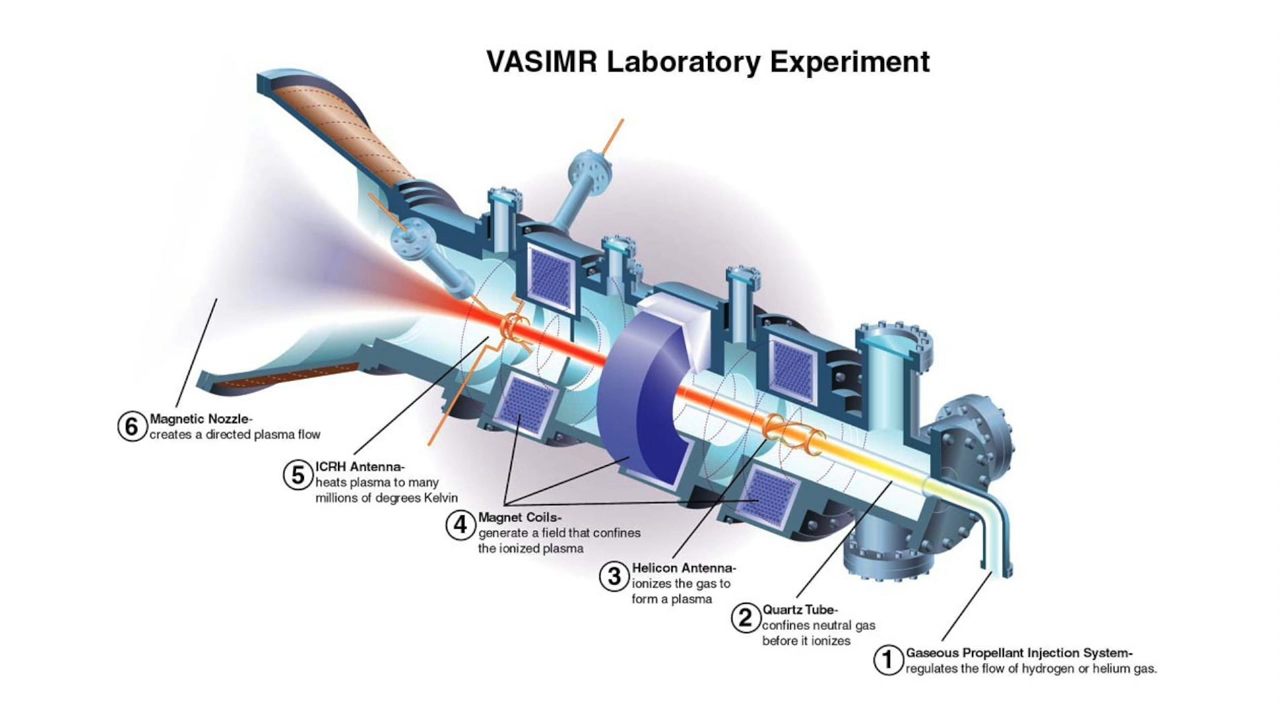 VASIMR Laboratory Experiment
6 Magnetic Nozzle-
creates a directed plasma flow
5 ICRH Antenna-
heats plasma to many
millions of degrees Kelvin
4 Magnet Coils-
generate a field that confines
the ionized plasma
3 Helicon Antenna-
ionizes the gas to
form a plasma
2 Quartz Tube-
confines neutral gas
before it ionizes
1 Gaseous Propellant Injection System-
regulates the flow of hydrogen or helium gas.